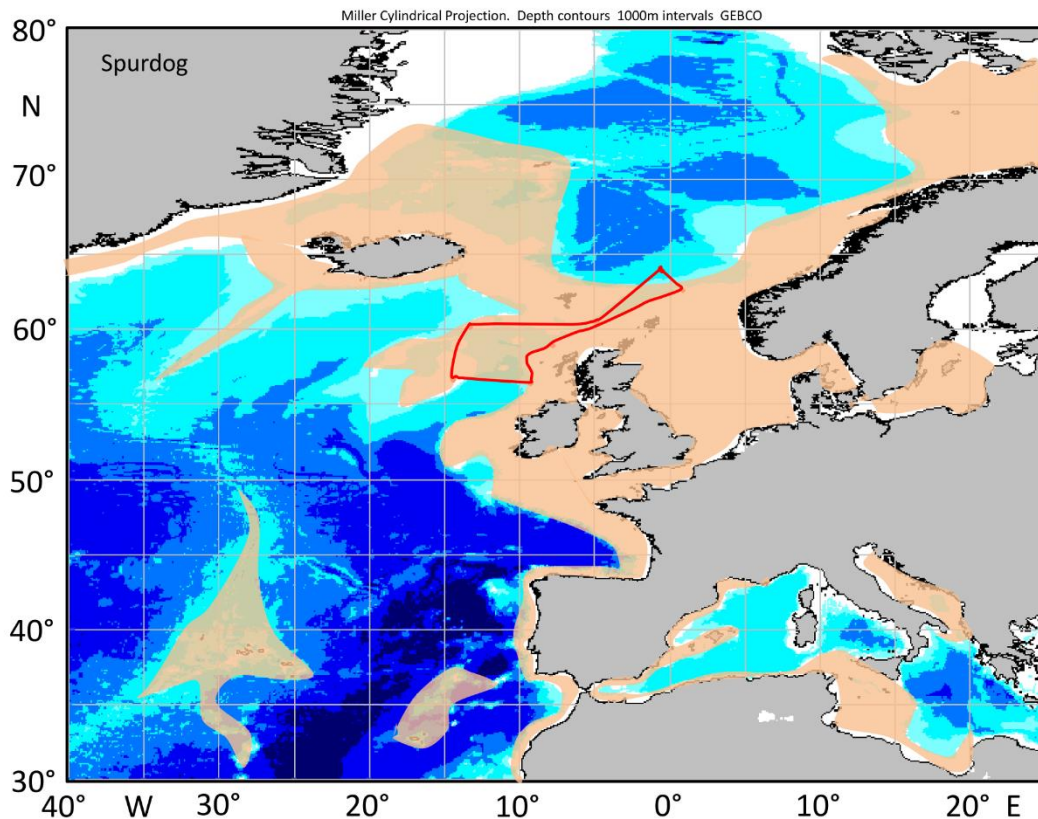 Miller Cylindrical Projection. Depth contours 1000m intervals GEBCO
80°
Spurdog
N
70°
60°
50°
40°
30°
40° W 30° 20° 10° 0° 10° 20° E